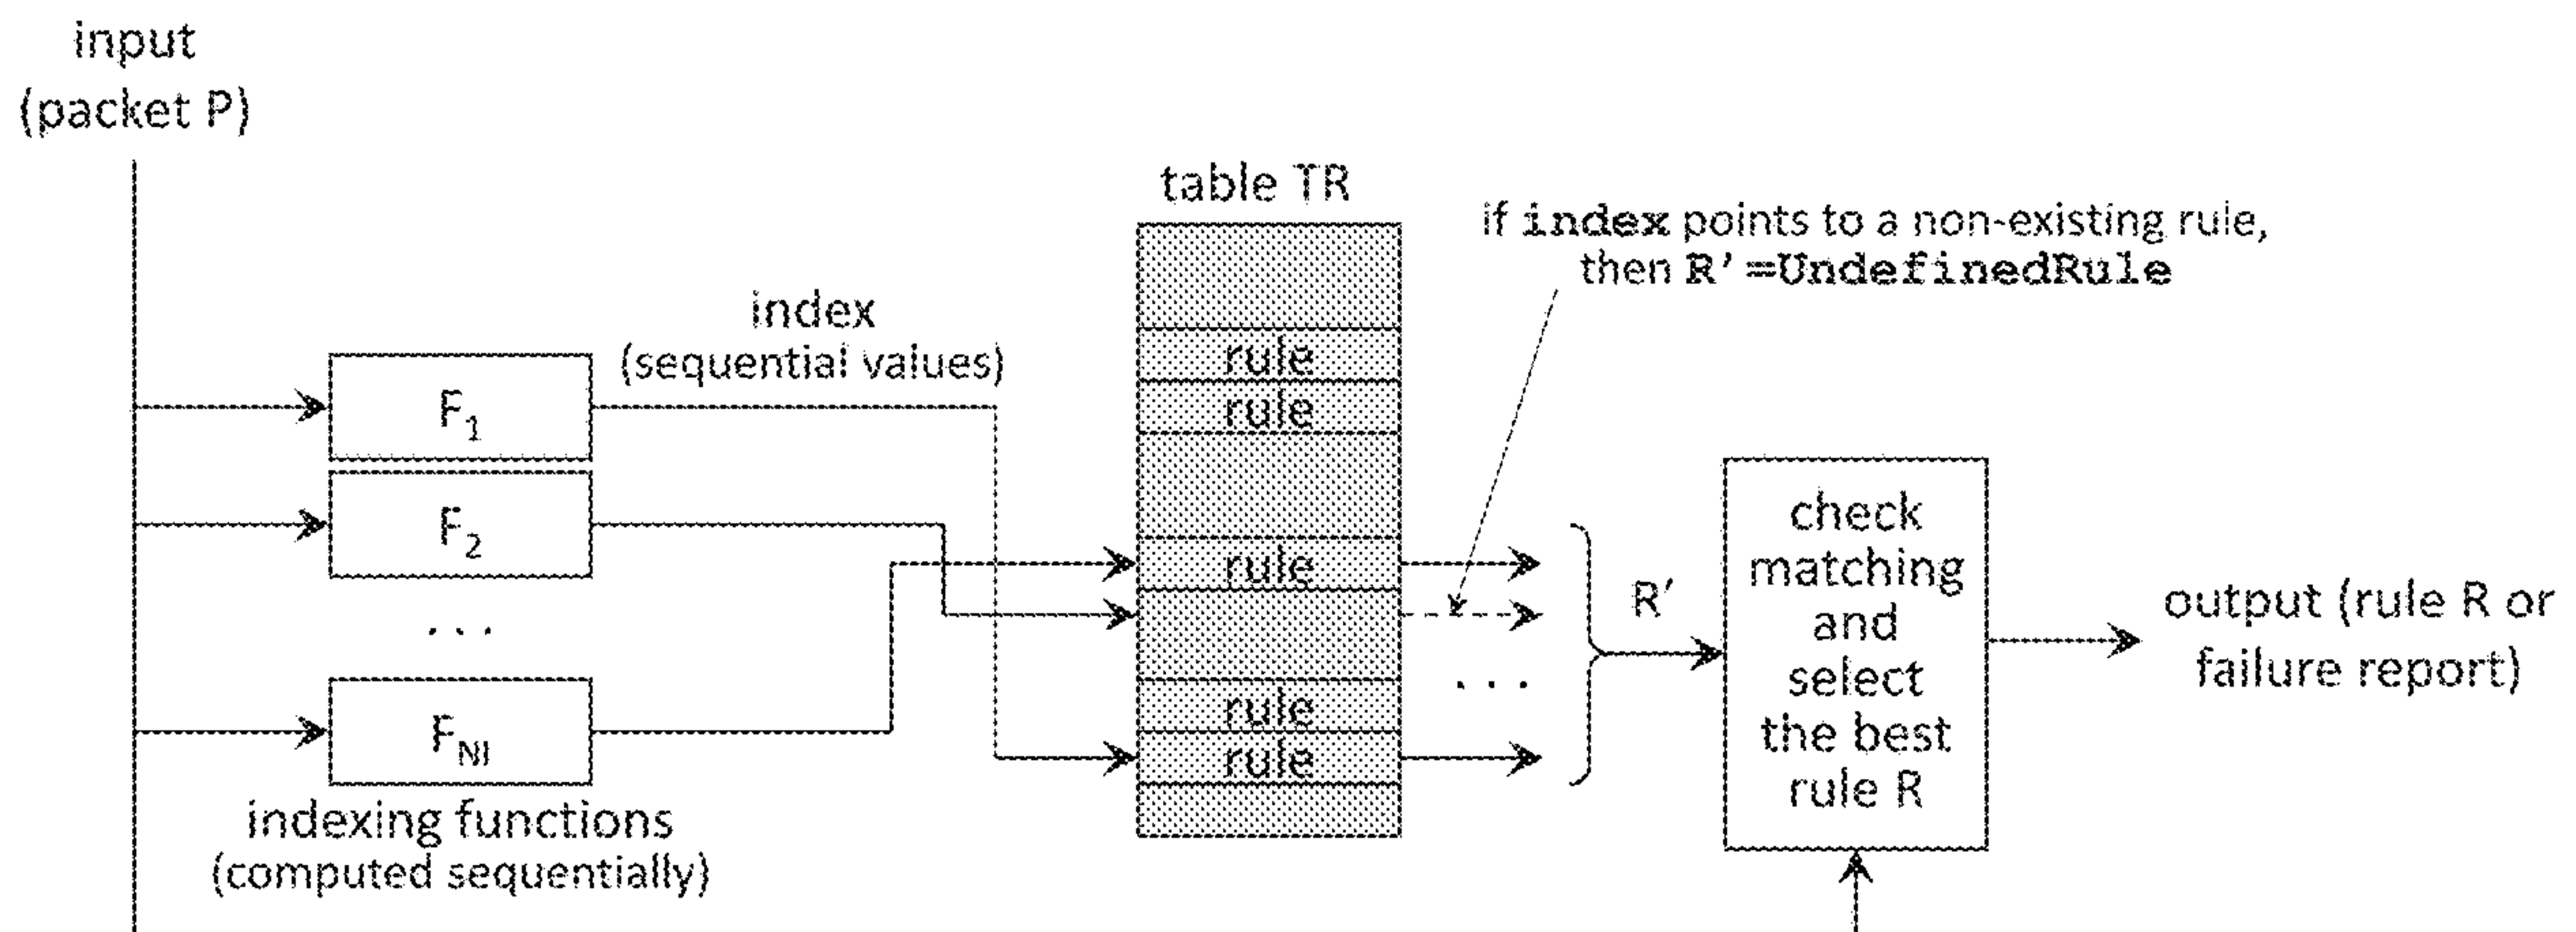 input
(packet P)
table TR
if index points to a non-existing rule,
then R'=UndefinedRule
index
(sequential values)
rule
rule
F1
F2
. . .
FNI
indexing functions
(computed sequentially)
rule
rule
rule
. . .
R'
check
matching
and
select
the best
rule R
output (rule R or
failure report)